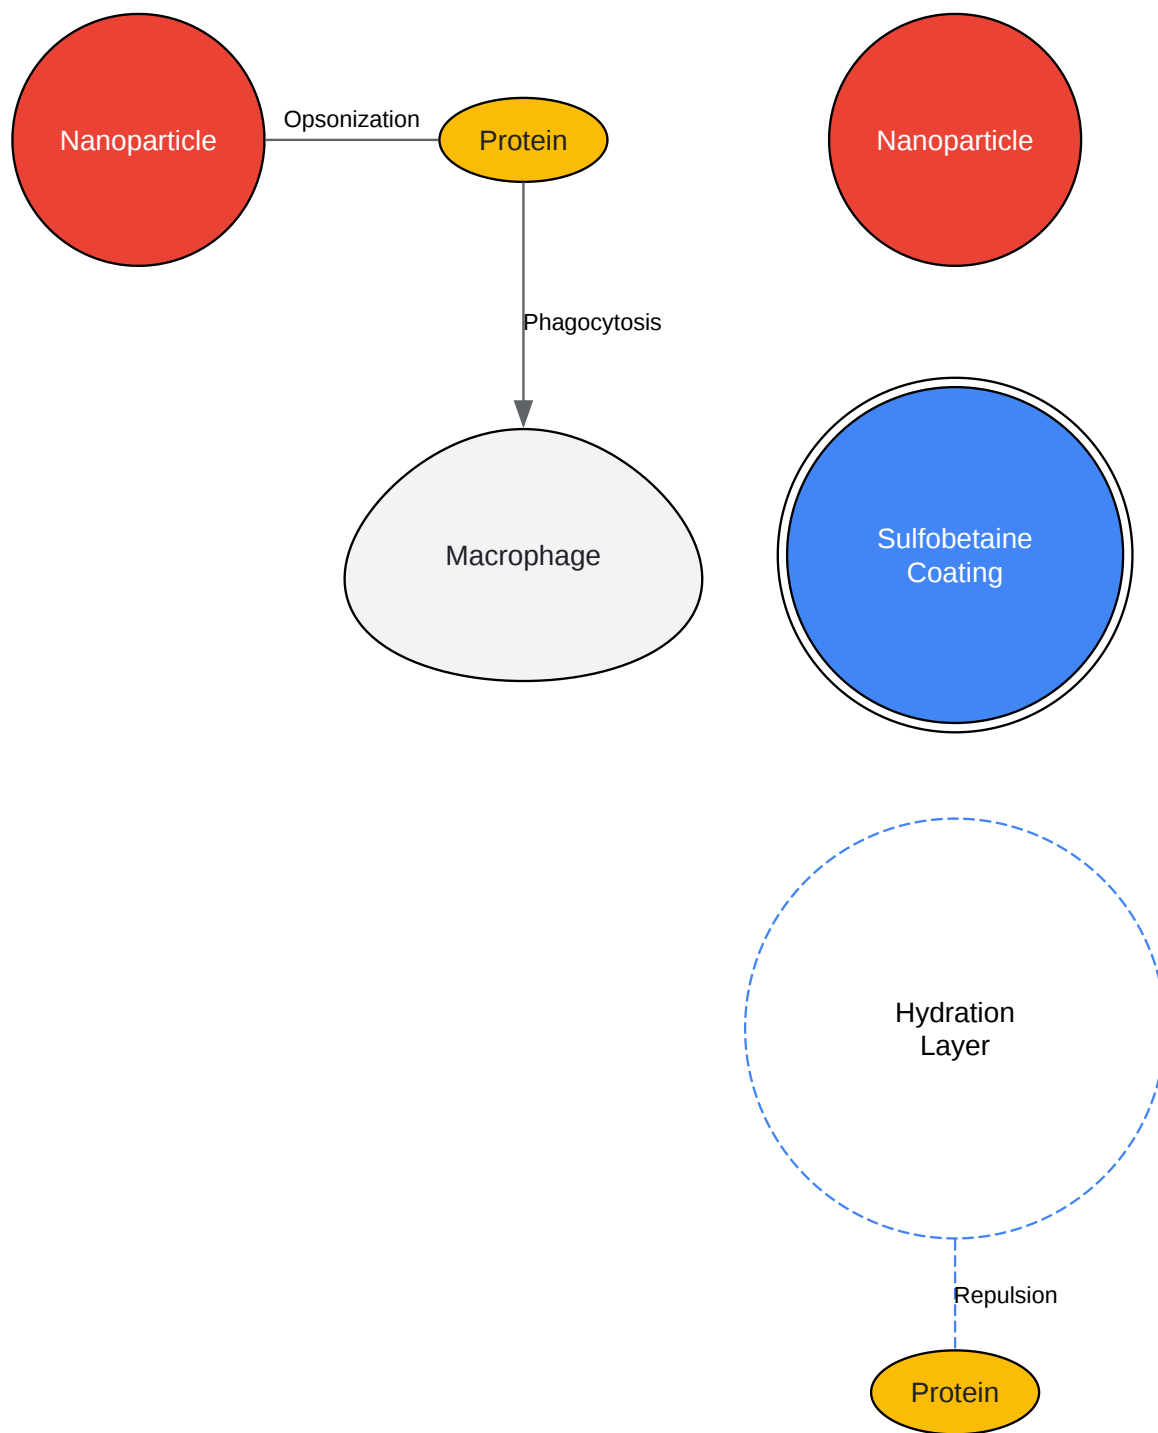 Nanoparticle
Opsonization
Protein
Nanoparticle
Phagocytosis
Macrophage
Sulfobetaine
Coating
Hydration
Layer
Repulsion
Protein